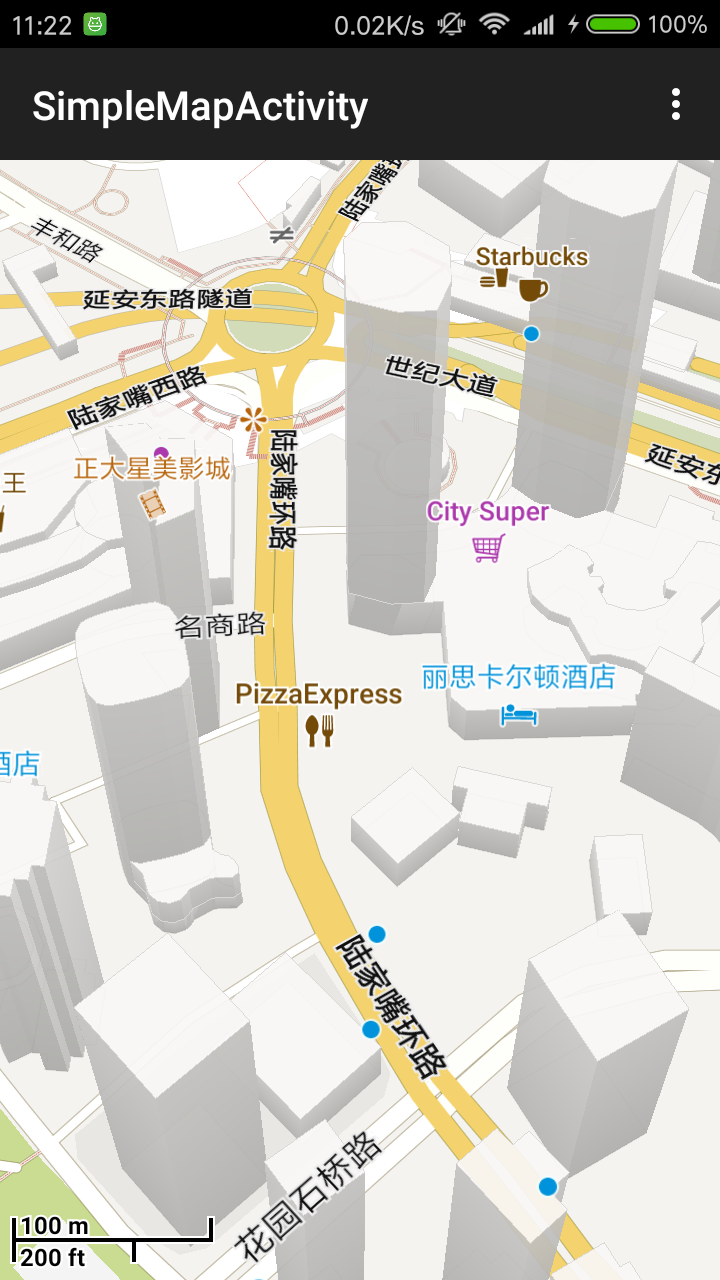 11:22
0.02K/s
100%
SimpleMapActivity
陆家嘴环
丰和路
Starbucks
延安东路隧道
世纪大道
陆家嘴西路
陆家嘴环路
延安东
正大星美影城
王
City Super
名商路
丽思卡尔顿酒店
PizzaExpress
酒店
陆家嘴环路
花园石桥路
100 m
200 ft